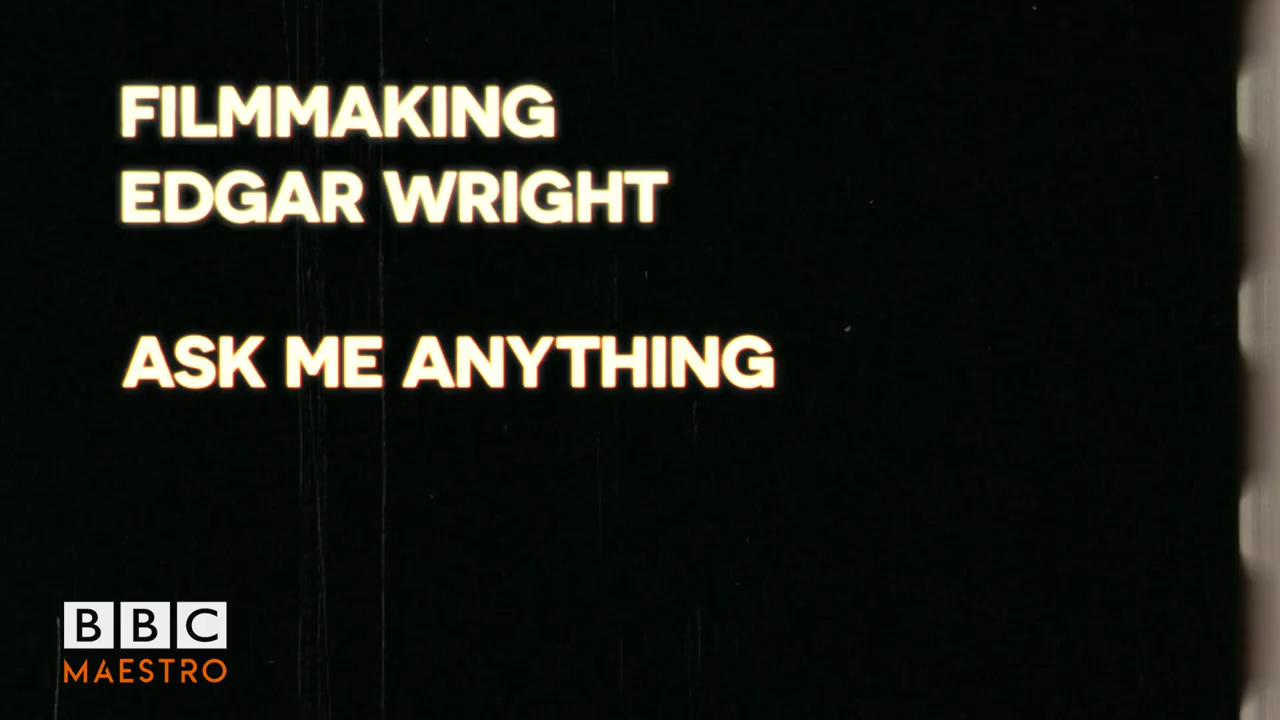 FILMMAKING
EDGAR WRIGHT
ASK ME ANYTHING
BBC
MAESTRO